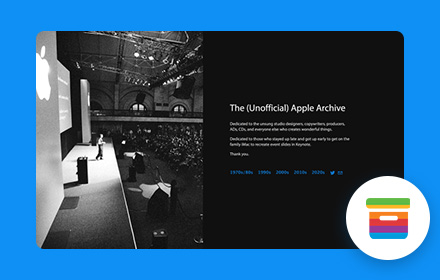 The (Unofficial) Apple Archive
Dedicated to the unsung studio designers, copywriters, producers,
ADs, CDs, and everyone else who creates wonderful things.
Dedicated to those who stayed up late and got up early to get on the
family iMac to recreate event slides in Keynote.
Thank you.
1970s/80s 1990s 2000s 2010s 2020s